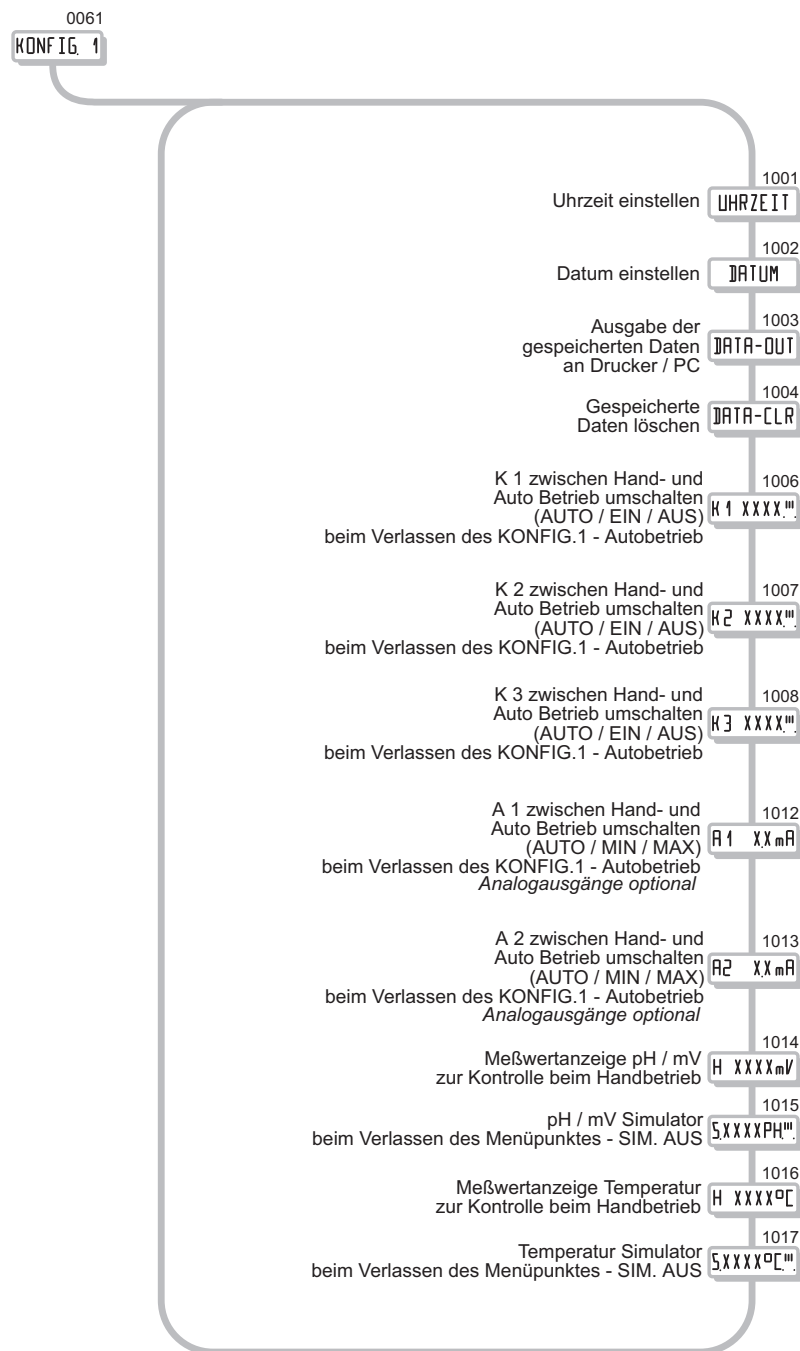 0061
KONFIG. 1
1001
Uhrzeit einstellen
UHRZEIT
1002
Datum einstellen
DATUM
1003
Ausgabe der
gespeicherten Daten
an Drucker / PC
DATA-OUT
1004
Gespeicherte
Daten löschen
DATA-CLR
K 1 zwischen Hand- und
1006
Auto Betrieb umschalten
(AUTO / EIN / AUS)
K1 XXXX.'''.
beim Verlassen des KONFIG.1 - Autobetrieb
K 2 zwischen Hand- und
1007
Auto Betrieb umschalten
(AUTO / EIN / AUS)
K2 XXXX.'''.
beim Verlassen des KONFIG.1 - Autobetrieb
K 3 zwischen Hand- und
1008
Auto Betrieb umschalten
(AUTO / EIN / AUS)
K3 XXXX.'''.
beim Verlassen des KONFIG.1 - Autobetrieb
A 1 zwischen Hand- und
1012
Auto Betrieb umschalten
(AUTO / MIN / MAX)
A1 X.X mA
beim Verlassen des KONFIG.1 - Autobetrieb
Analogausgänge optional
A 2 zwischen Hand- und
1013
Auto Betrieb umschalten
(AUTO / MIN / MAX)
A2 X.X mA
beim Verlassen des KONFIG.1 - Autobetrieb
Analogausgänge optional
1014
Meßwertanzeige pH / mV
zur Kontrolle beim Handbetrieb
H XXXXmV
1015
pH / mV Simulator
beim Verlassen des Menüpunktes - SIM. AUS
S.XXXXPH.'''.
1016
Meßwertanzeige Temperatur
zur Kontrolle beim Handbetrieb
H XXXX°C
1017
Temperatur Simulator
beim Verlassen des Menüpunktes - SIM. AUS
S.XXXX°C.'''.